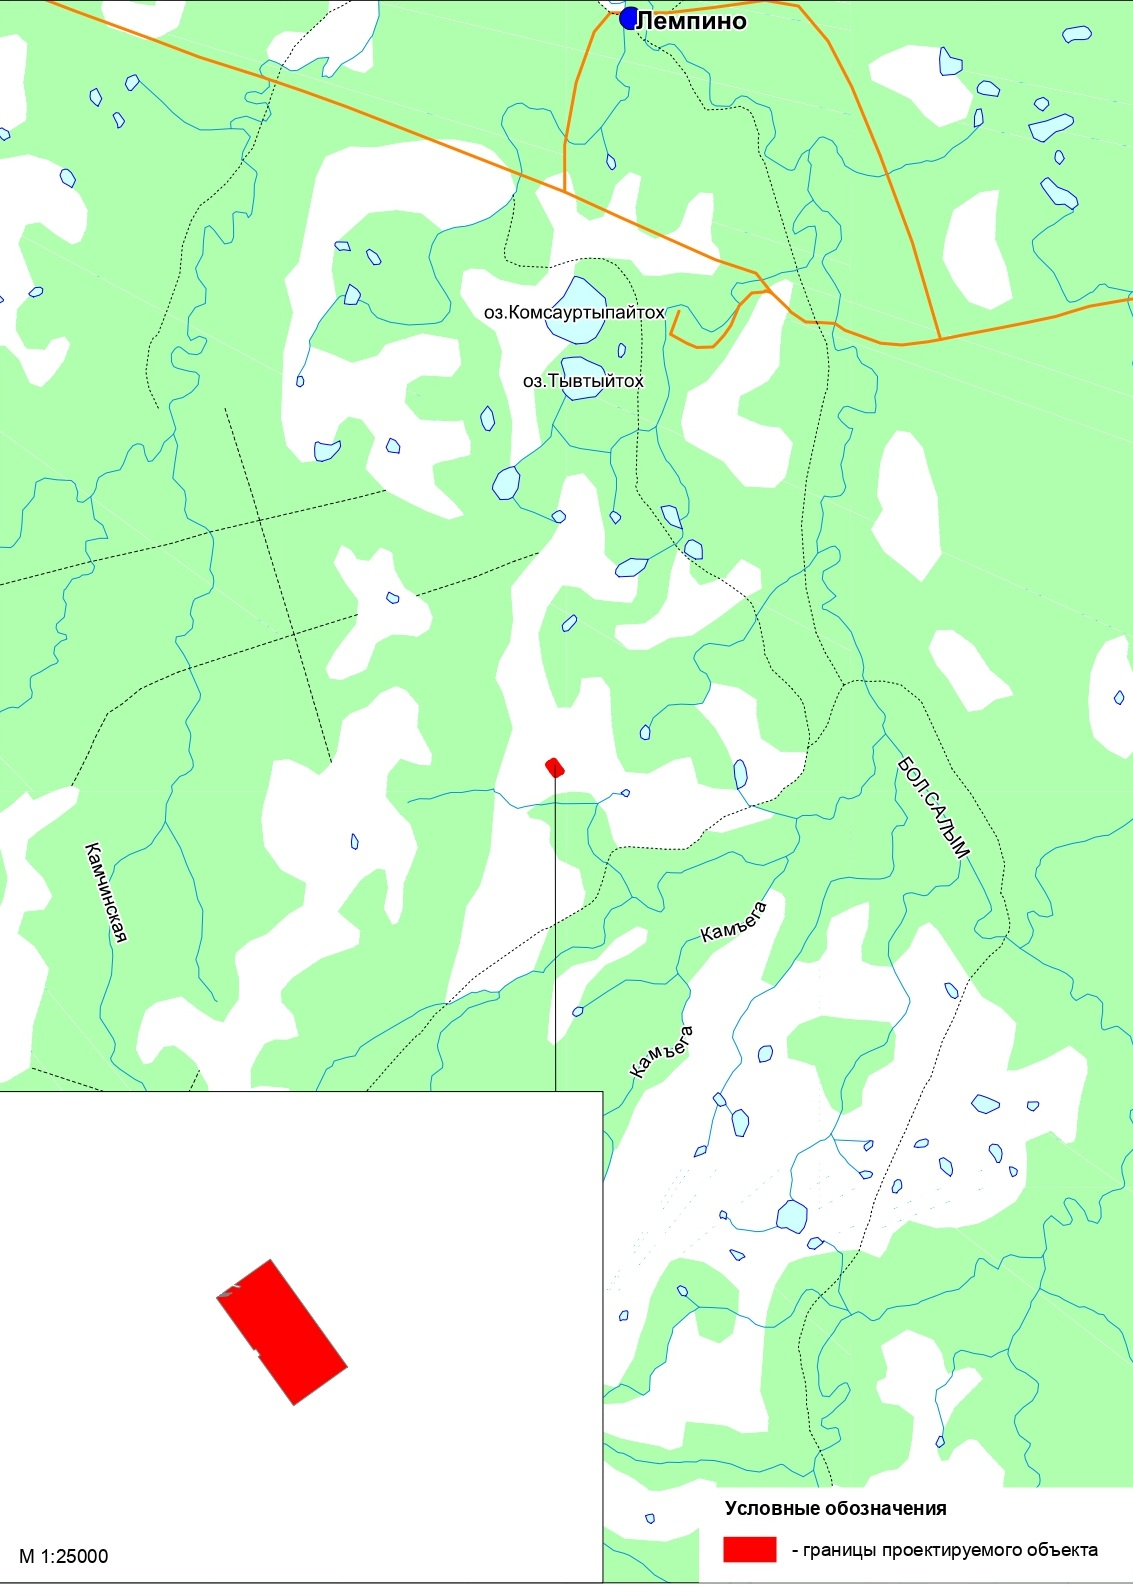 Лемпино
оз.Комсауртыпайтох
оз.Тывтыйтох
БОЛ.САЛЫМ
Камчинская
Камъега
Камъега
М 1:25000
Условные обозначения
- границы проектируемого объекта